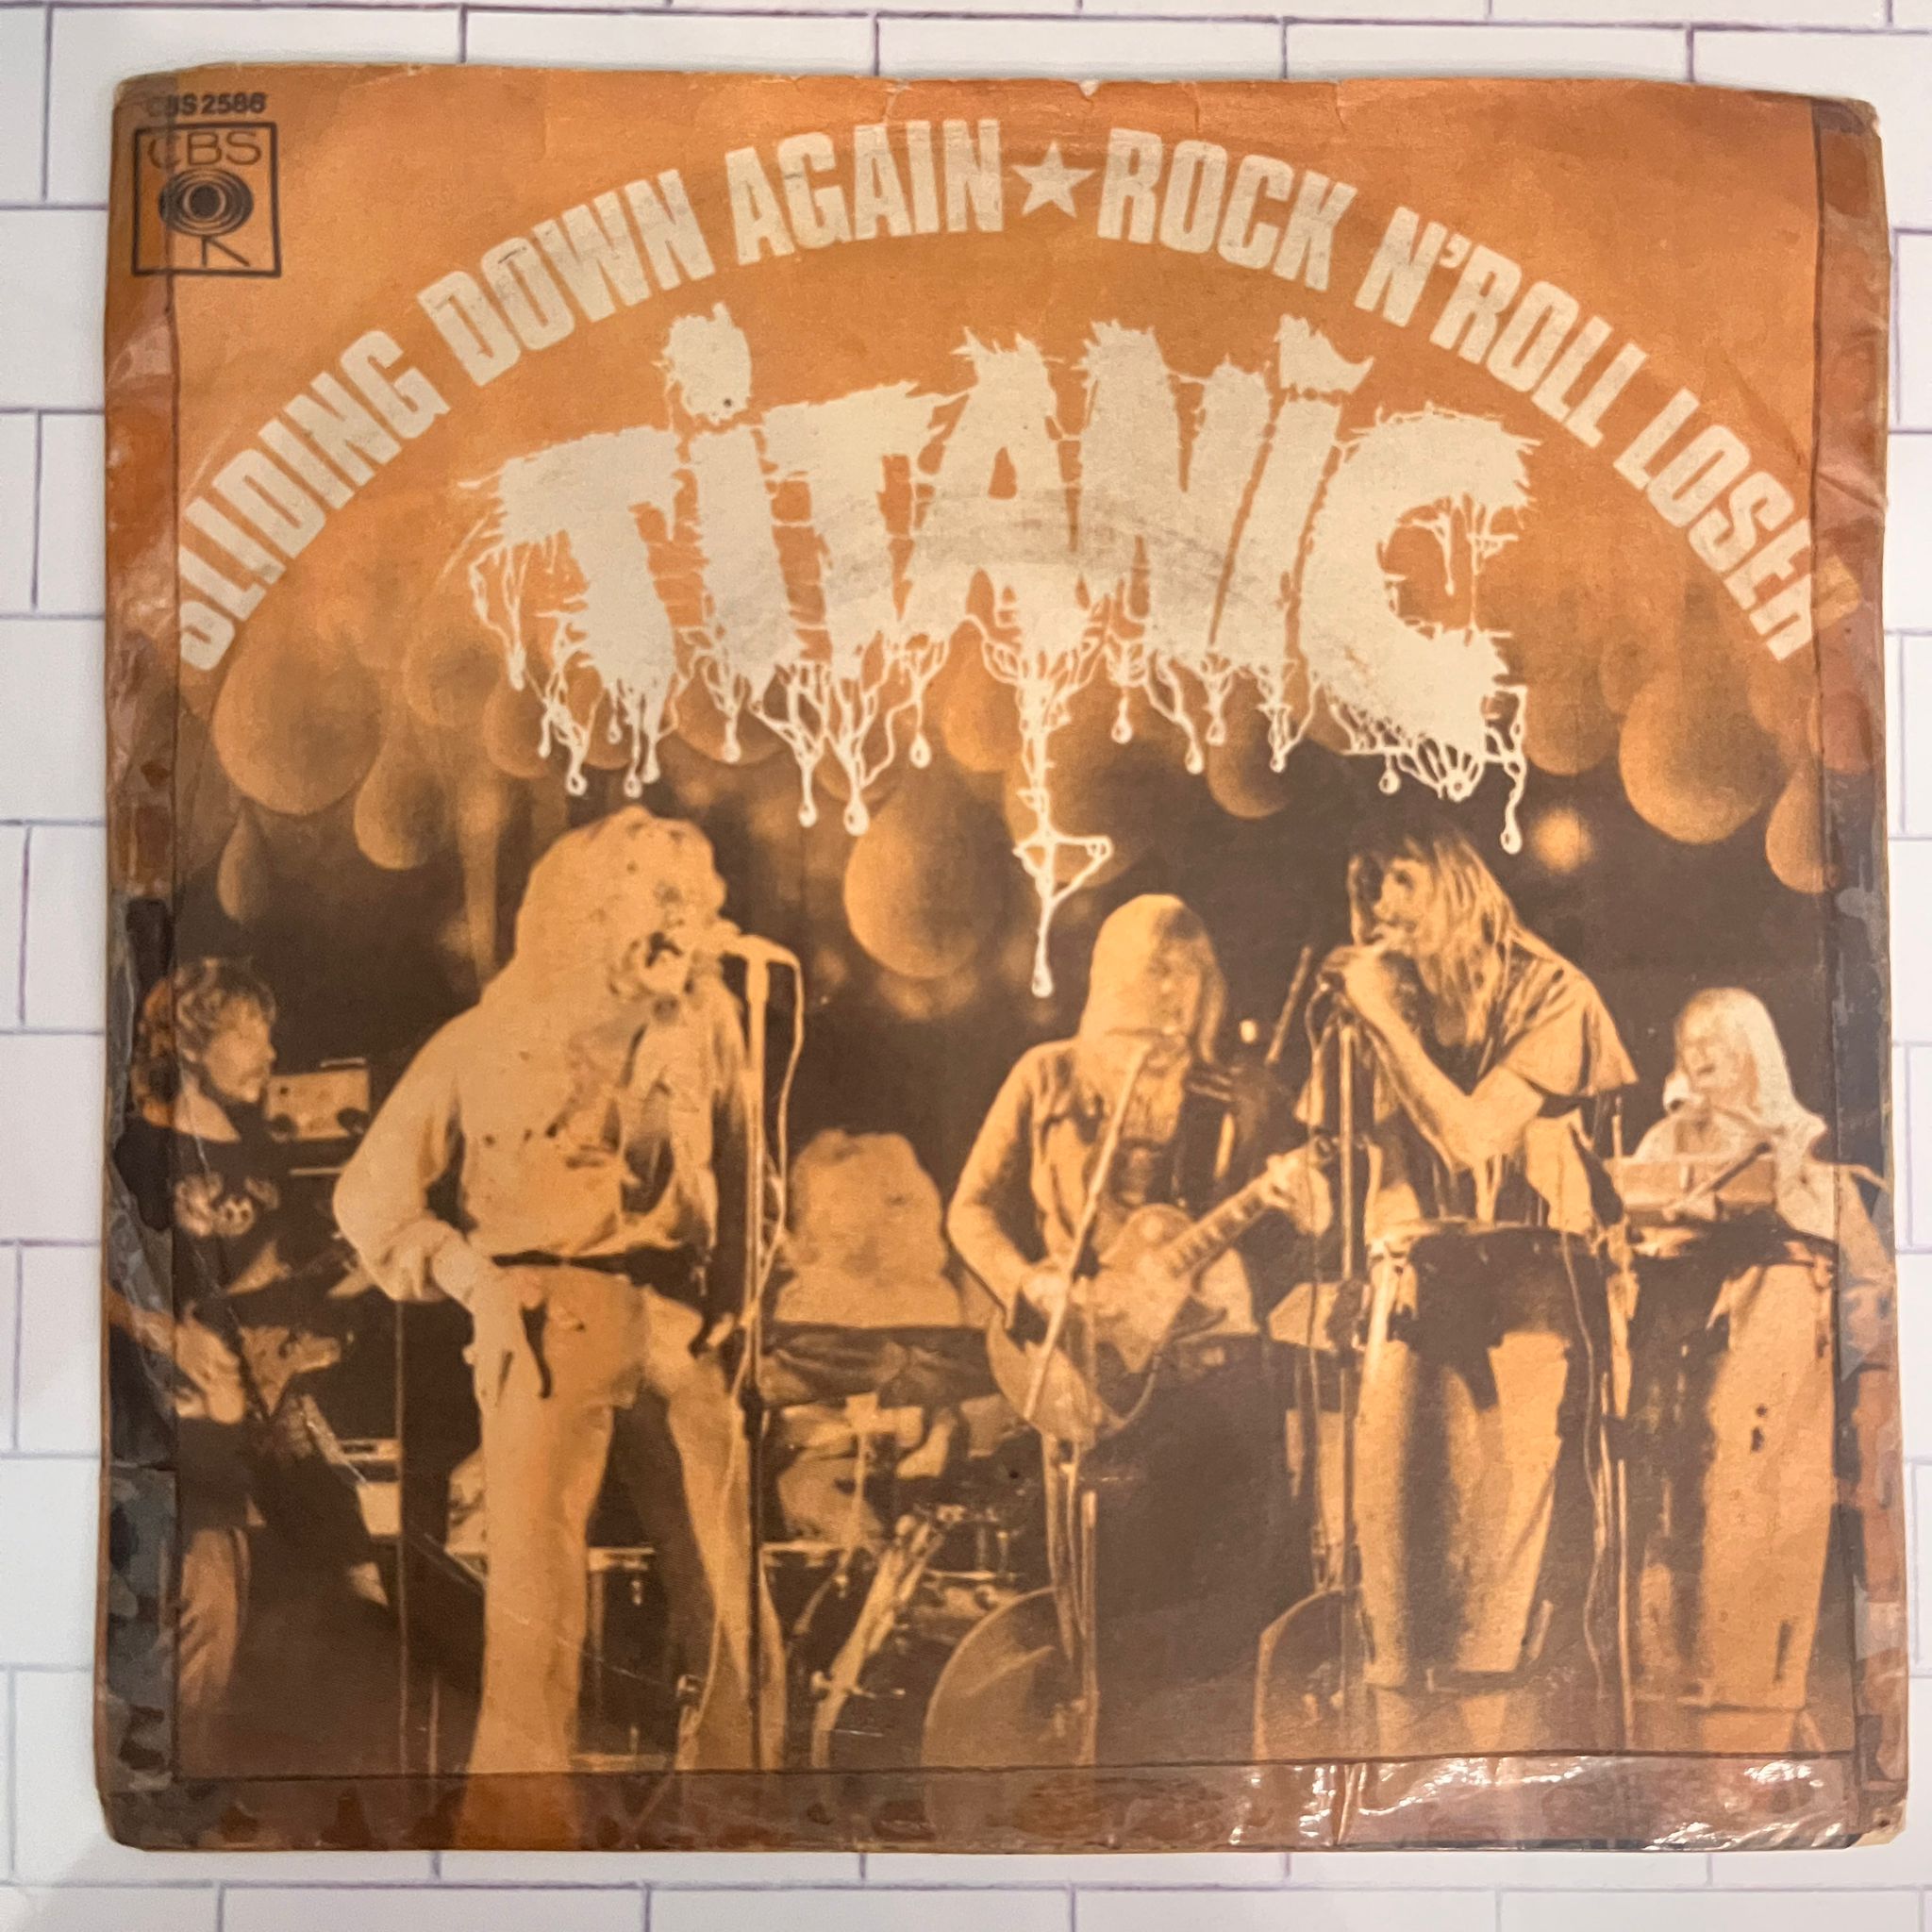 CBS 2586
CBS
SLIDING DOWN AGAIN ★ ROCK N'ROLL LOSER
TiTANiC